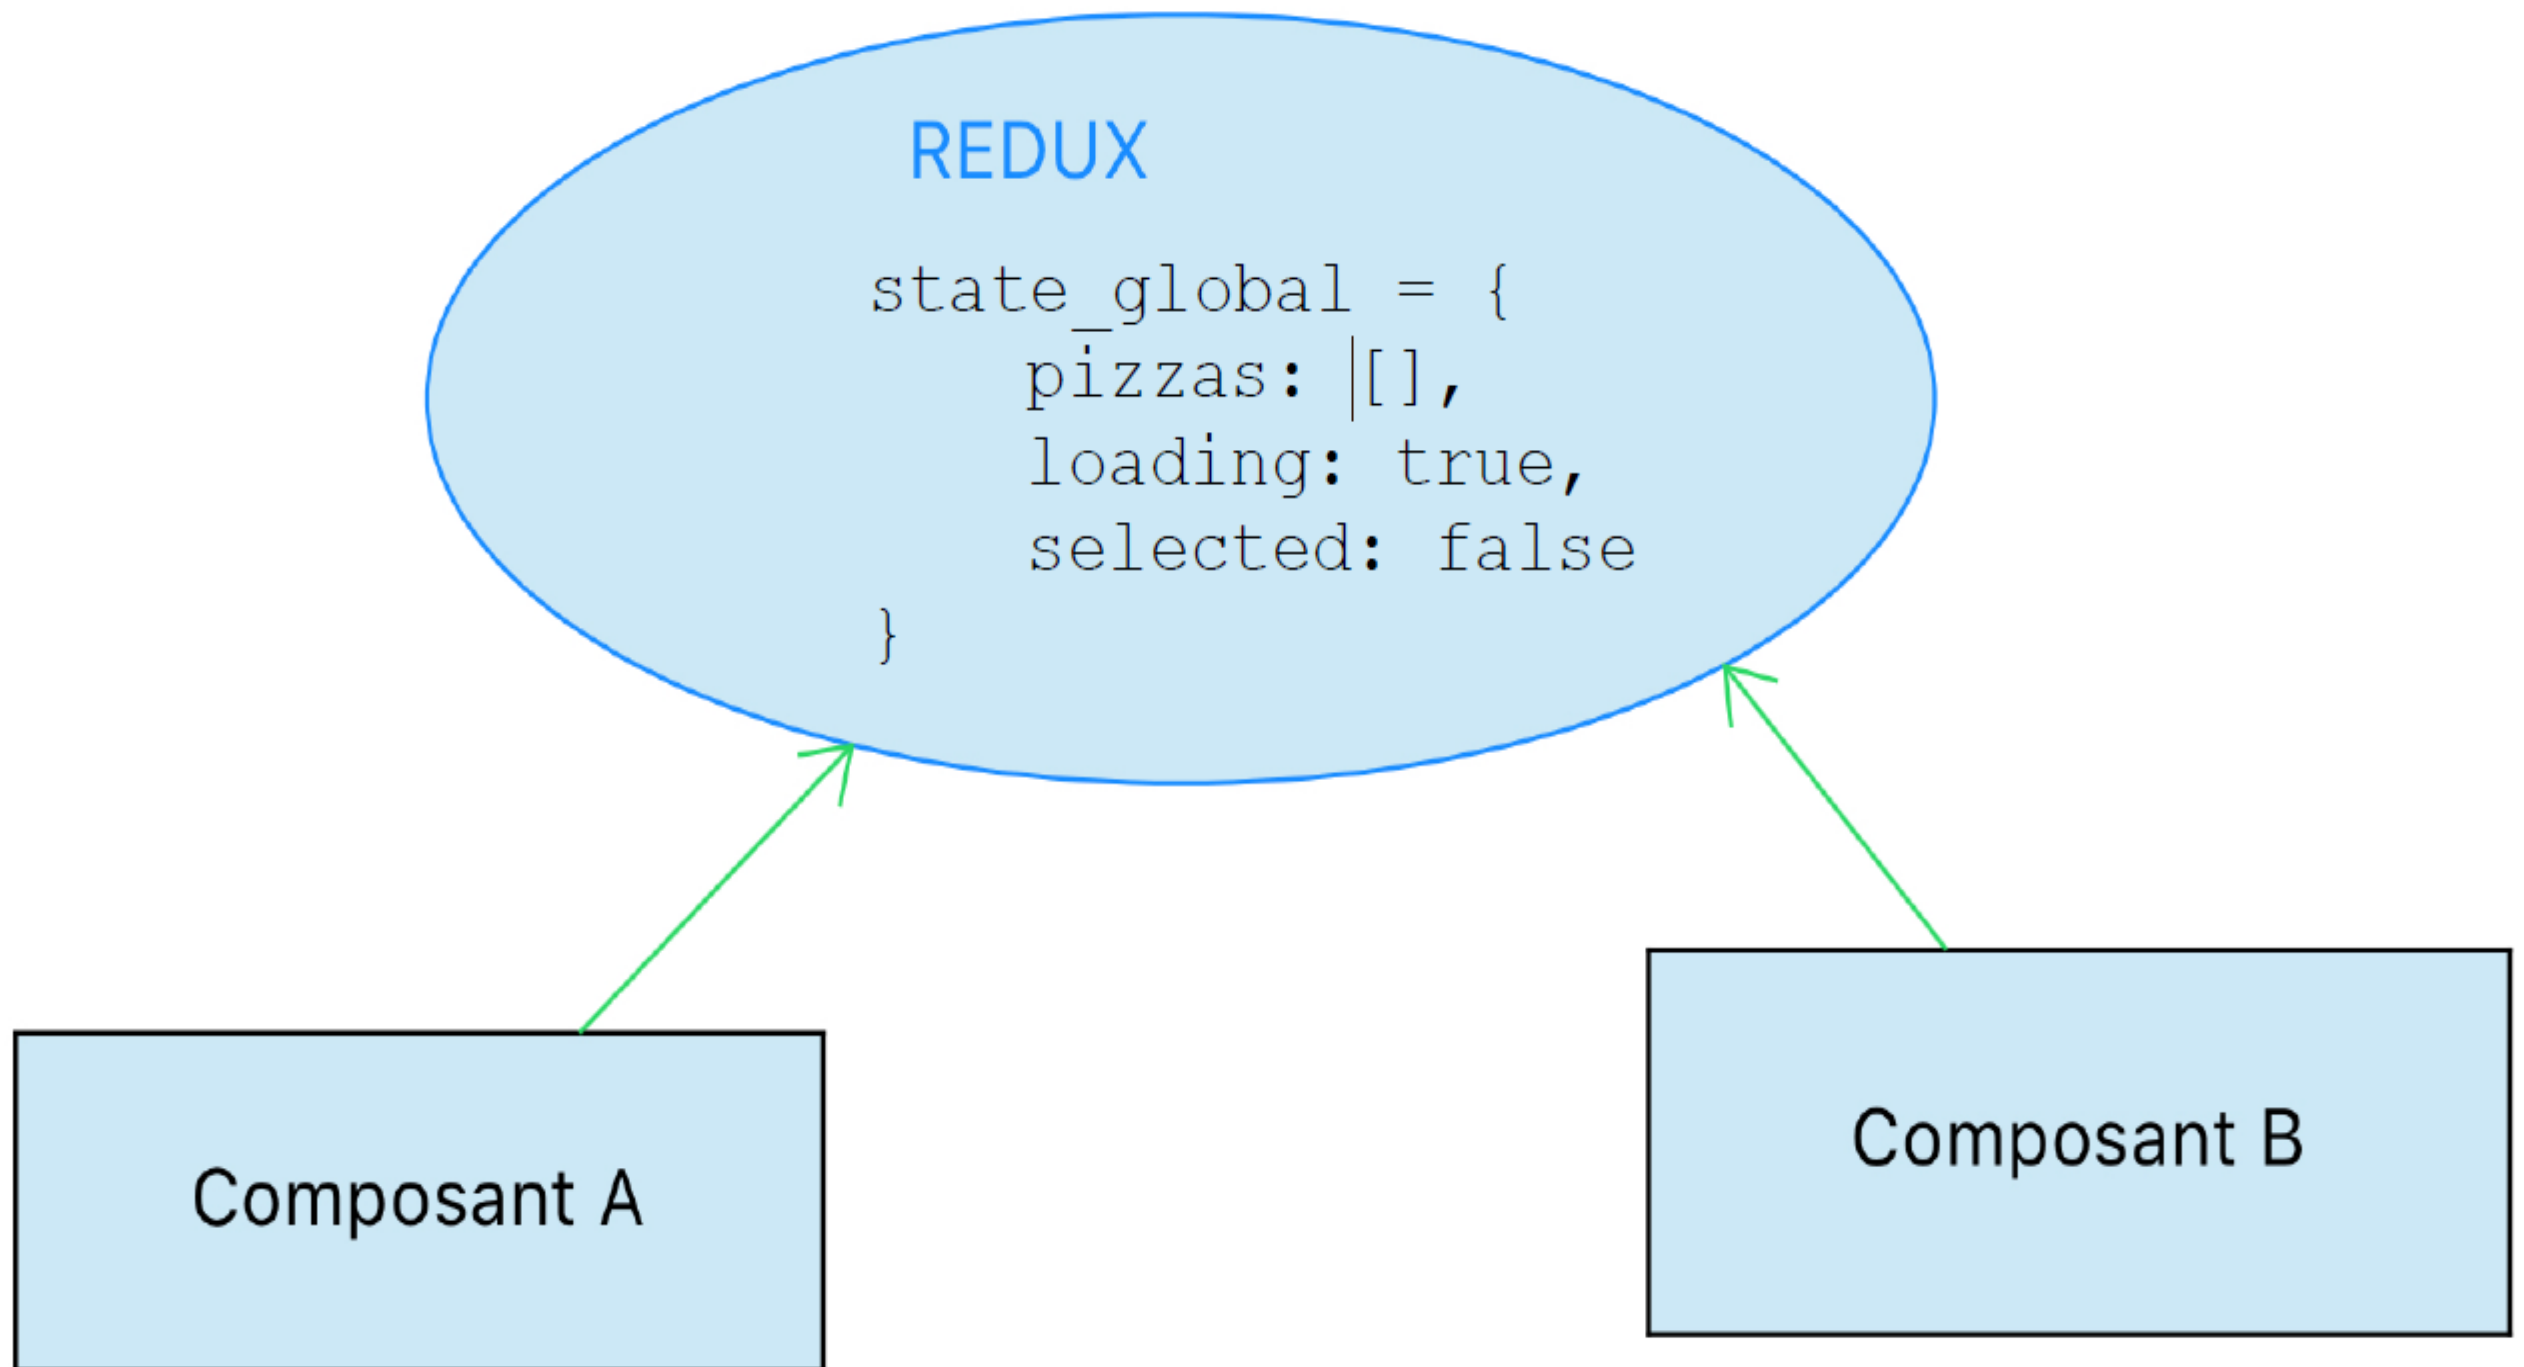 REDUX
state_global = {
pizzas: [],
loading: true,
selected: false
}
Composant A
Composant B